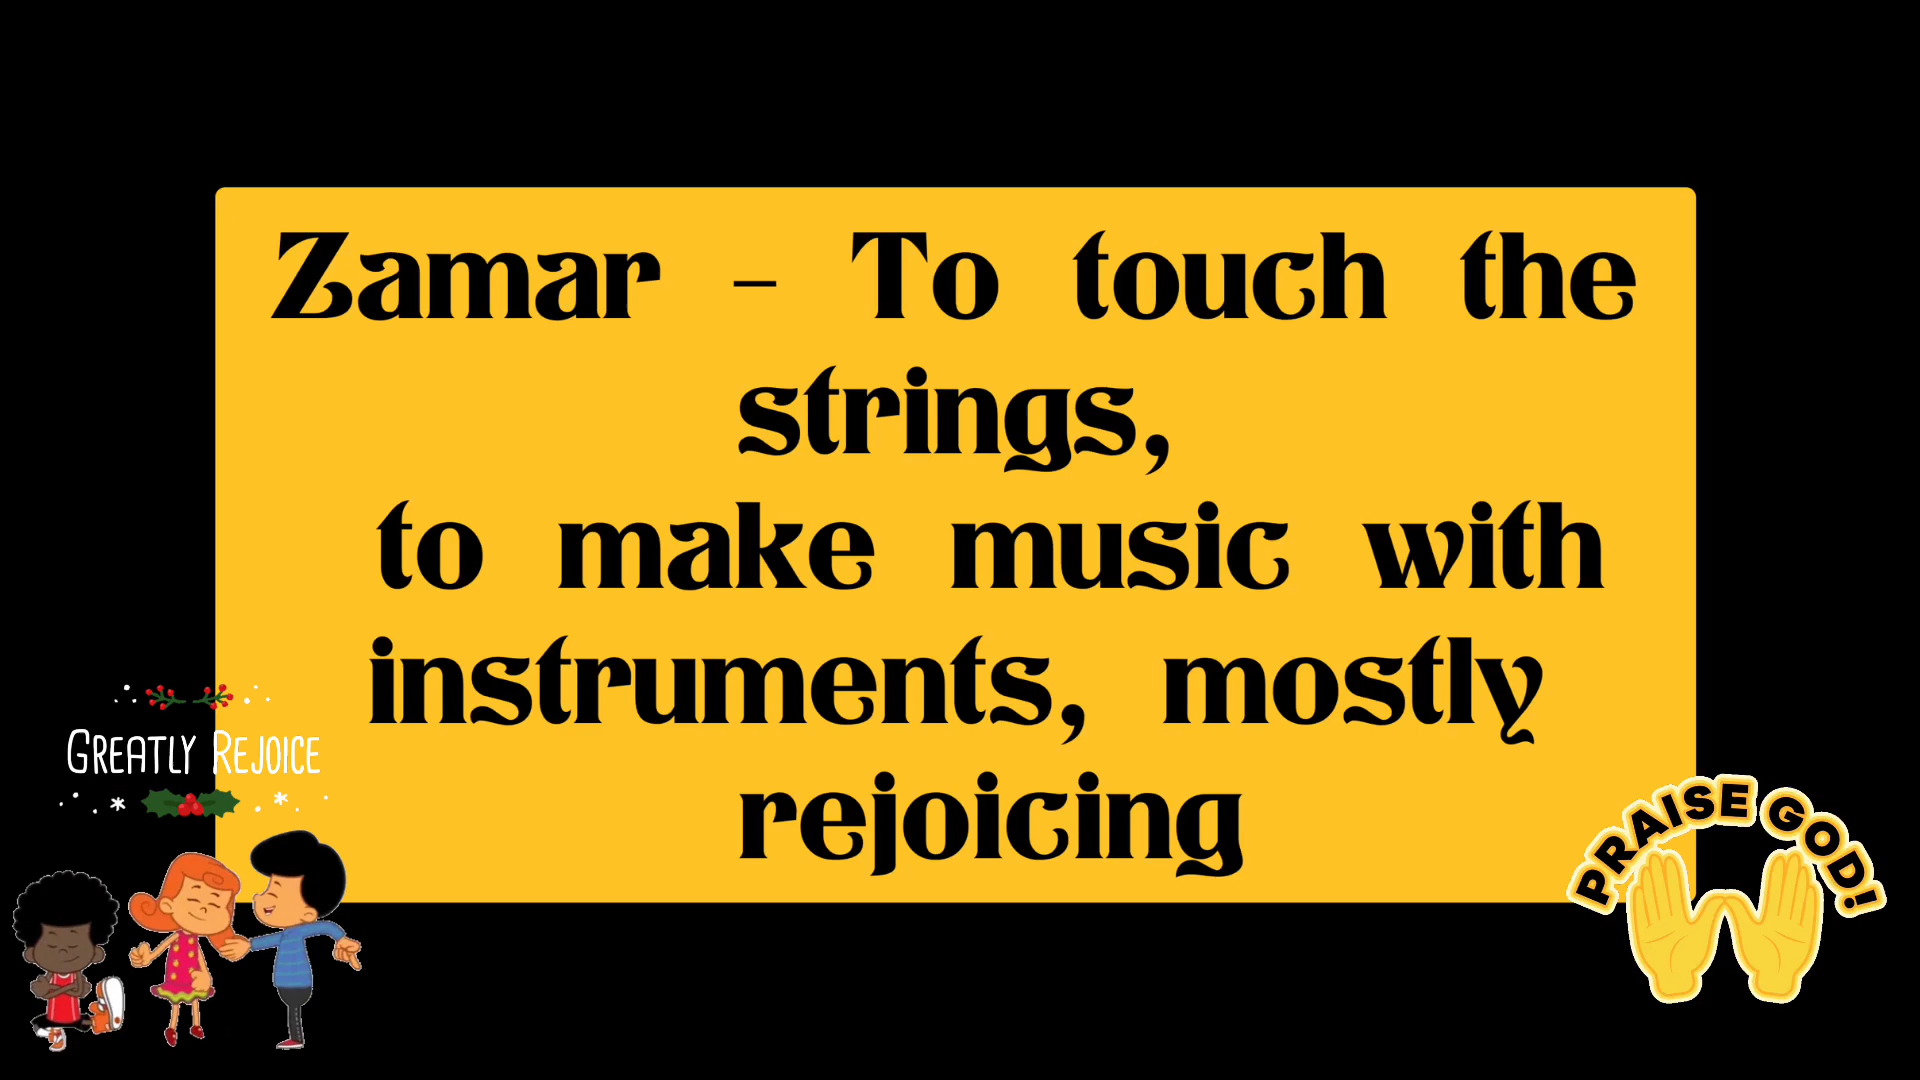 Zamar - To touch the
strings,
to make music with
instruments, mostly
rejoicing
GREATLY REJOICE
PRAISE GOD!